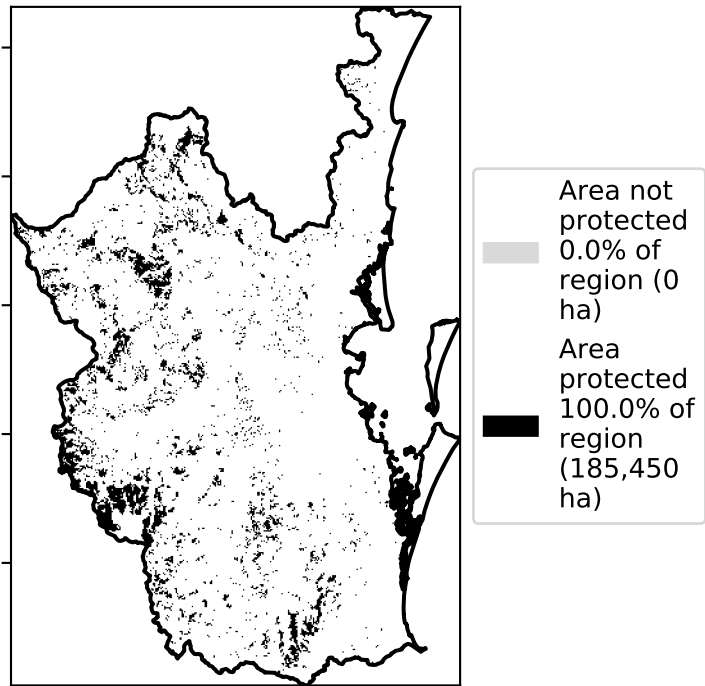 Area not
protected
0.0% of
region (0
ha)
Area
protected
100.0% of
region
(185,450
ha)